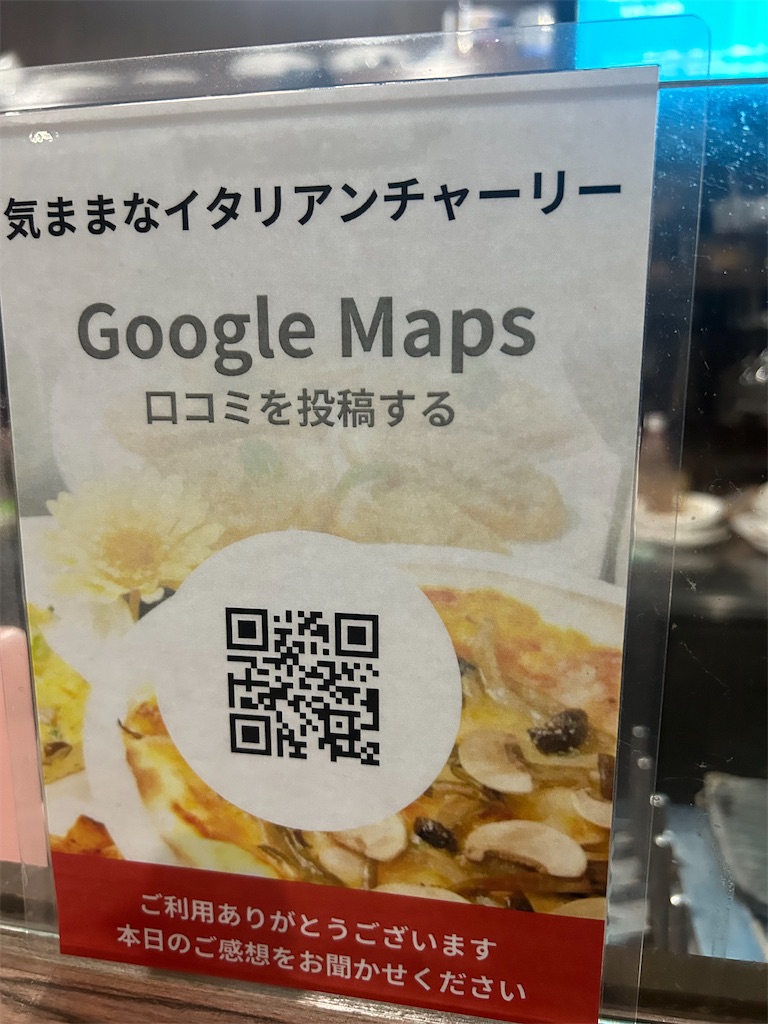 気ままなイタリアンチャーリー
Google Maps
口コミを投稿する
ご利用ありがとうございます
本日のご感想をお聞かせください